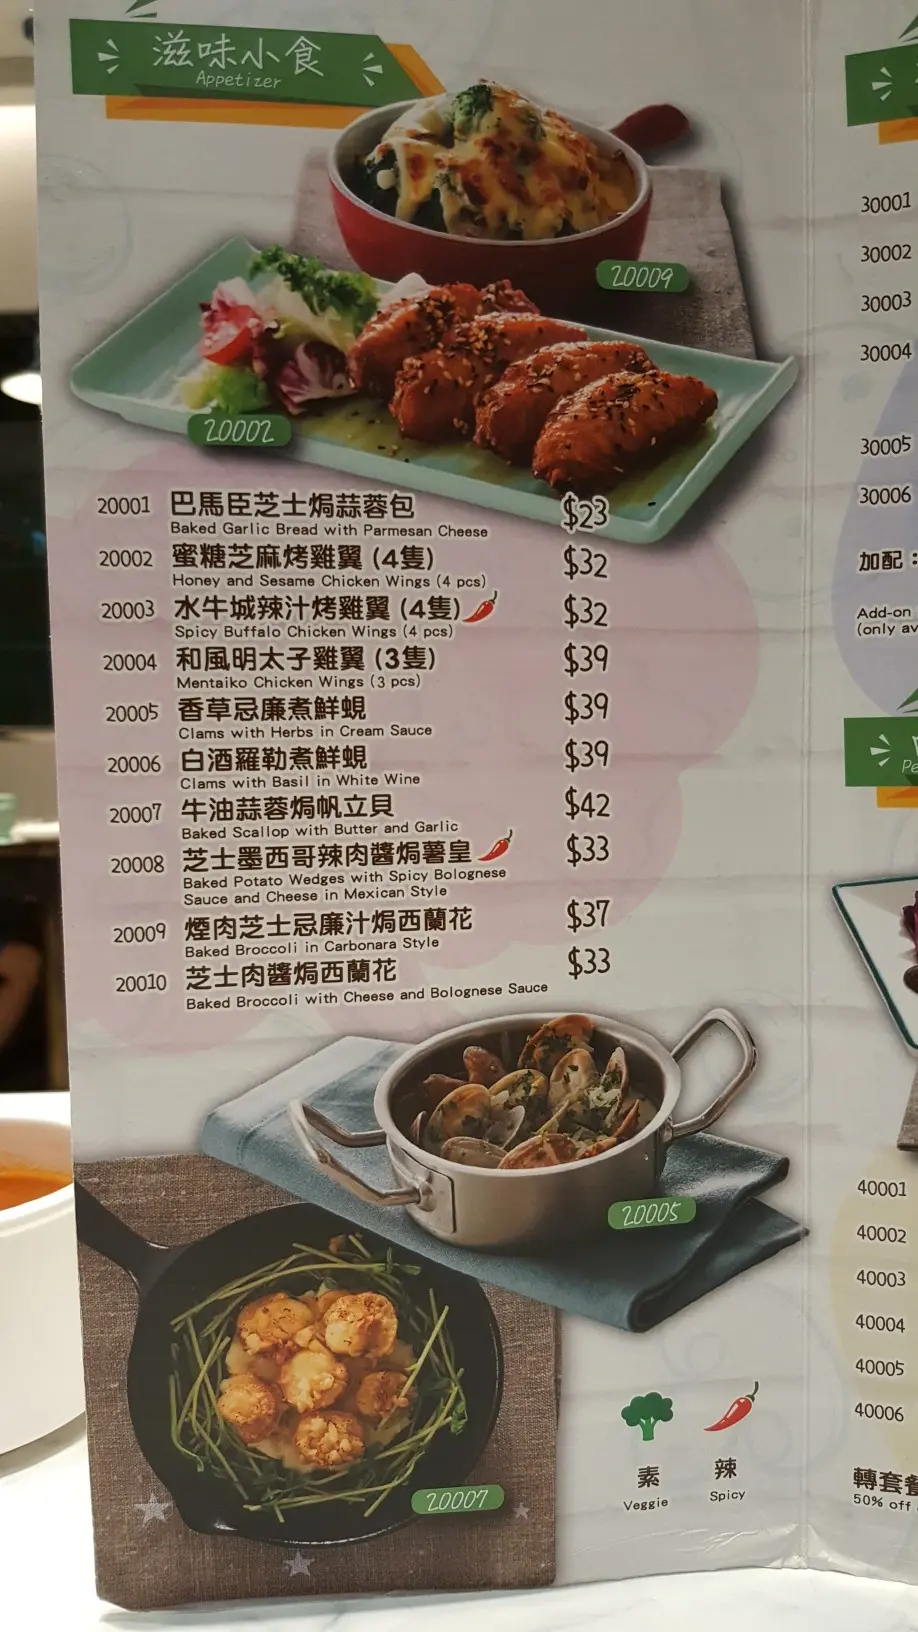 滋味小食
Appetizer
20009
20002
20001 巴馬臣芝士焗蒜蓉包 $23
Baked Garlic Bread with Parmesan Cheese
20002 蜜糖芝麻烤雞翼 (4隻) $32
Honey and Sesame Chicken Wings (4 pcs)
20003 水牛城辣汁烤雞翼 (4隻) $32
Spicy Buffalo Chicken Wings (4 pcs)
20004 和風明太子雞翼 (3隻) $39
Mentaiko Chicken Wings (3 pcs)
20005 香草忌廉煮鮮蜆 $39
Clams with Herbs in Cream Sauce
20006 白酒羅勒煮鮮蜆 $39
Clams with Basil in White Wine
20007 牛油蒜蓉焗帆立貝 $42
Baked Scallop with Butter and Garlic
20008 芝士墨西哥辣肉醬焗薯皇 $33
Baked Potato Wedges with Spicy Bolognese
Sauce and Cheese in Mexican Style
20009 煙肉芝士忌廉汁焗西蘭花 $37
Baked Broccoli in Carbonara Style
20010 芝士肉醬焗西蘭花 $33
Baked Broccoli with Cheese and Bolognese Sauce
20005
20007
素 辣
Veggie Spicy
30001
30002
30003
30004
30005
30006
加配：
Add-on
(only
40001
40002
40003
40004
40005
40006
轉套餐
50% off